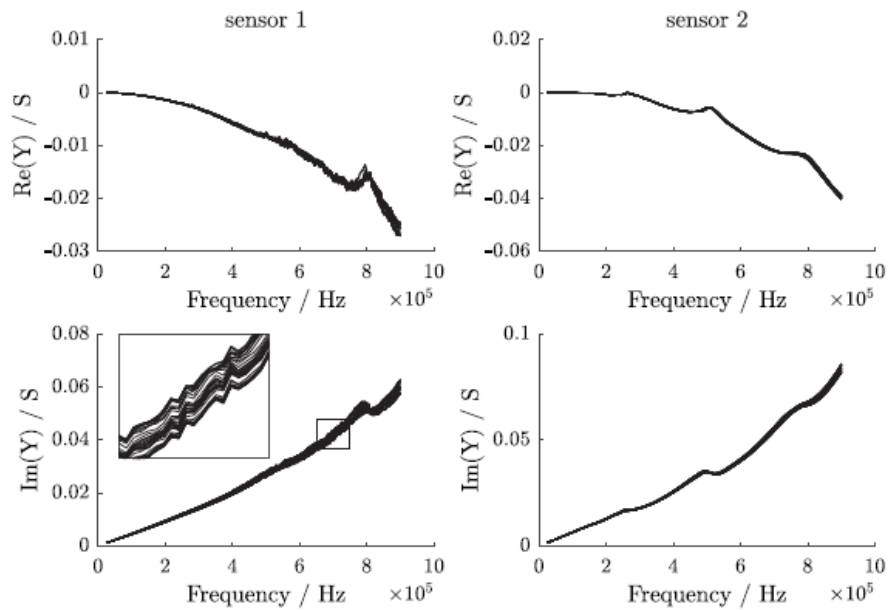 sensor 1
sensor 2
0.01
0
-0.01
-0.02
-0.03
Re(Y) / S
0 2 4 6 8 10
Frequency / Hz ×10⁵
0.02
0
-0.02
-0.04
-0.06
Re(Y) / S
0 2 4 6 8 10
Frequency / Hz ×10⁵
0.08
0.06
0.04
0.02
0
Im(Y) / S
0 2 4 6 8 10
Frequency / Hz ×10⁵
0.1
0.05
0
Im(Y) / S
0 2 4 6 8 10
Frequency / Hz ×10⁵